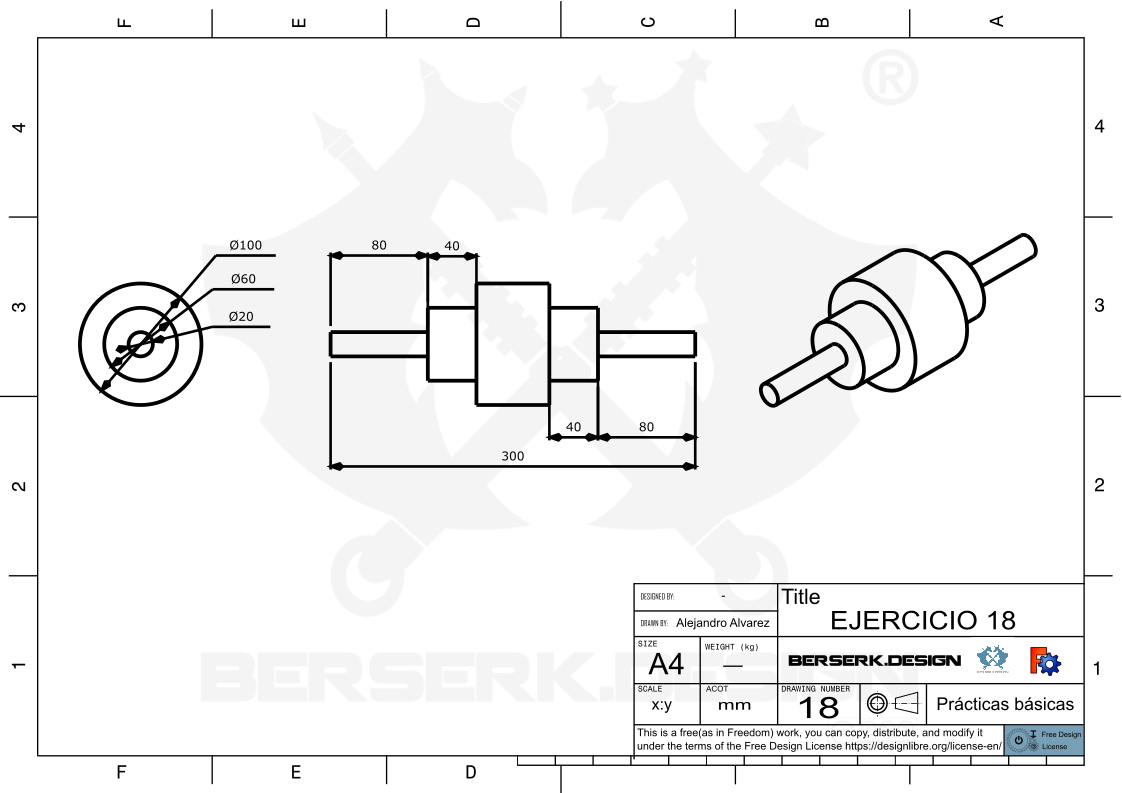 F E D C B A
4 4
Ø100
80 40
Ø60
3 3
Ø20
40 80
300
2 2
DESIGNED BY: -
Title
EJERCICIO 18
DRAWN BY: Alejandro Alvarez
SIZE
A4
WEIGHT (kg)
—
BERSERK.DESIGN
1 1
BERSERK.DESIGN
SCALE
x:y
ACOT
mm
DRAWING NUMBER
18
Prácticas básicas
This is a free(as in Freedom) work, you can copy, distribute, and modify it
under the terms of the Free Design License https://designlibre.org/license-en/
Free Design
License
F E D
®